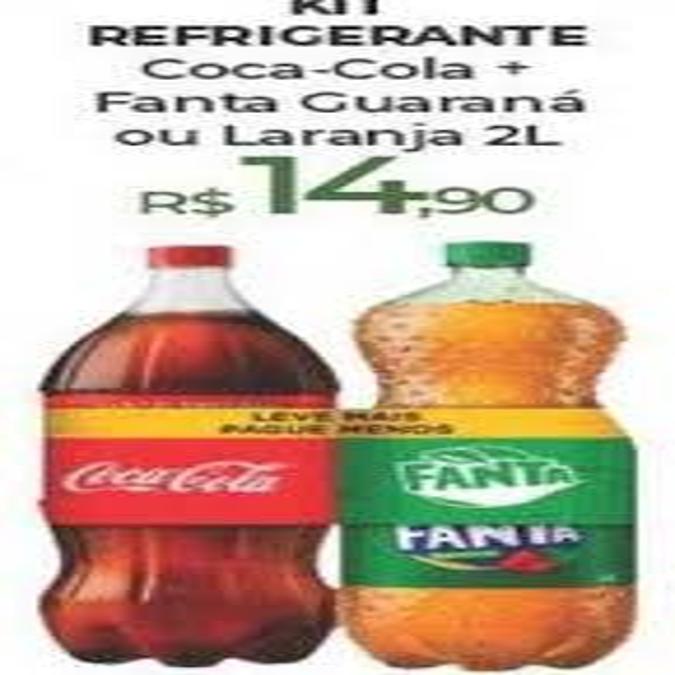 KIT
REFRIGERANTE
Coca-Cola +
Fanta Guaraná
ou Laranja 2L
R$ 14,90
LEVE MAIS
PAGUE MENOS
Coca-Cola
FANTA
FANTA